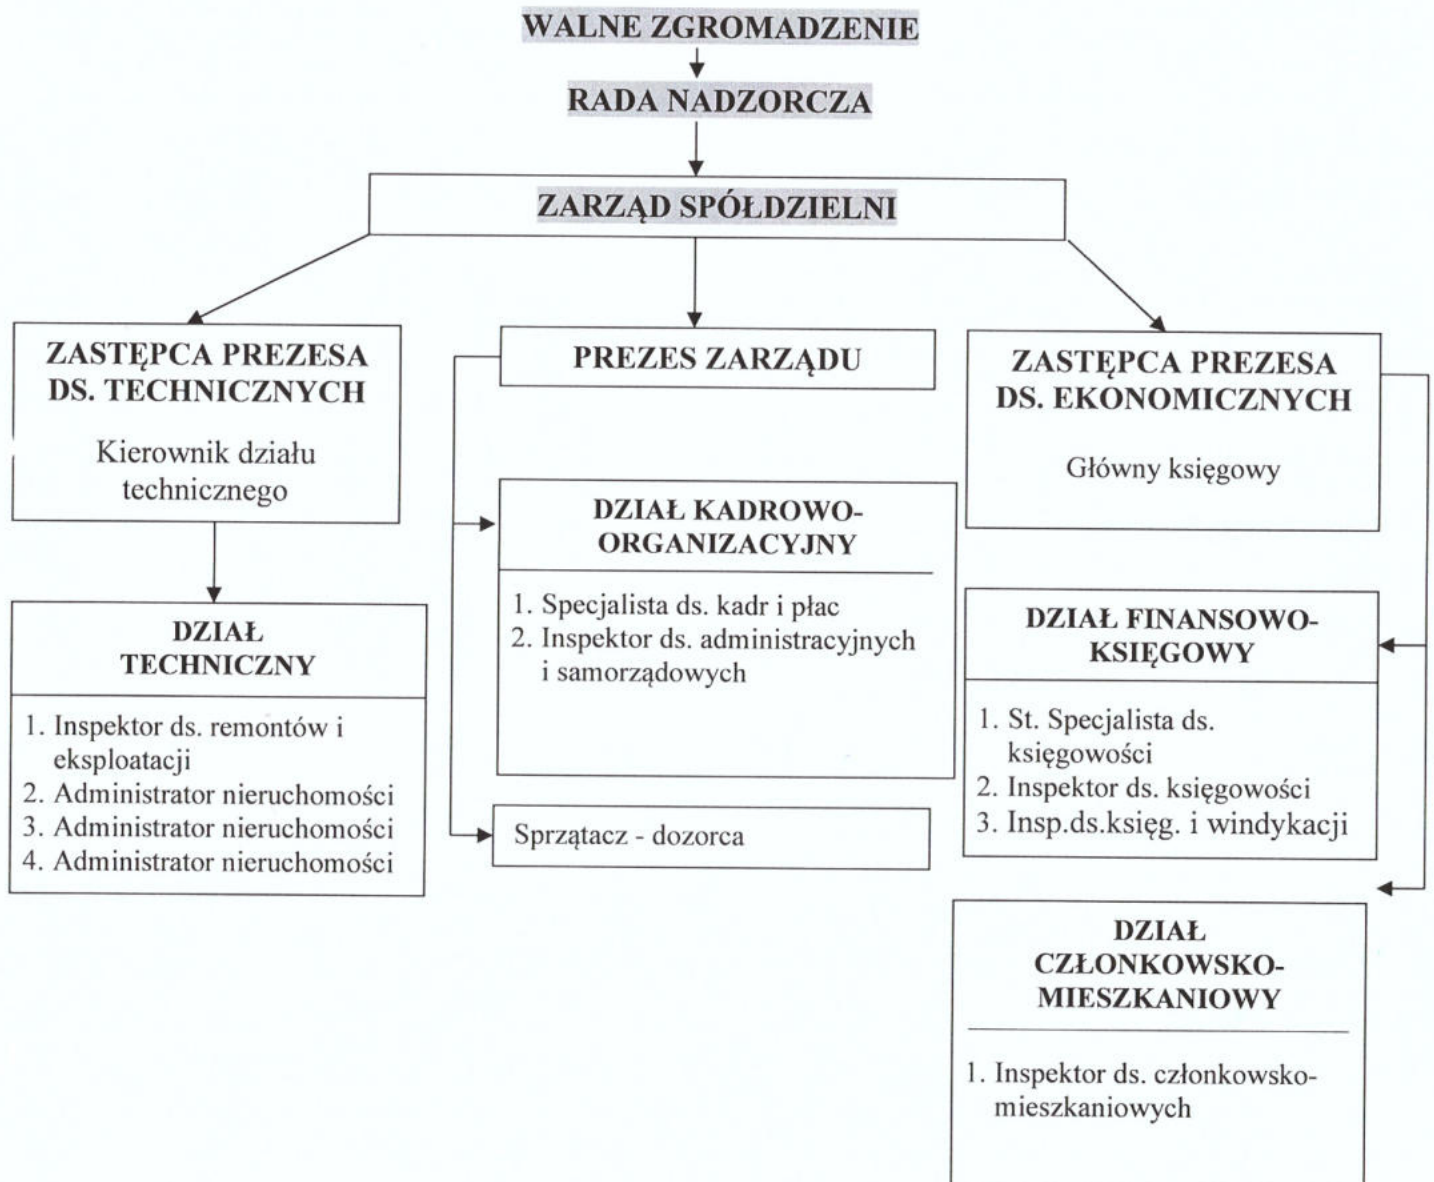 WALNE ZGROMADZENIE
RADA NADZORCZA
ZARZĄD SPÓŁDZIELNI
ZASTĘPCA PREZESA
DS. TECHNICZNYCH
Kierownik działu
technicznego
DZIAŁ
TECHNICZNY
1. Inspektor ds. remontów i
eksploatacji
2. Administrator nieruchomości
3. Administrator nieruchomości
4. Administrator nieruchomości
PREZES ZARZĄDU
DZIAŁ KADROWO-
ORGANIZACYJNY
1. Specjalista ds. kadr i płac
2. Inspektor ds. administracyjnych
i samorządowych
Sprzątacz - dozorca
ZASTĘPCA PREZESA
DS. EKONOMICZNYCH
Główny księgowy
DZIAŁ FINANSOWO-
KSIĘGOWY
1. St. Specjalista ds.
księgowości
2. Inspektor ds. księgowości
3. Insp.ds.księg. i windykacji
DZIAŁ
CZŁONKOWSKO-
MIESZKANIOWY
1. Inspektor ds. członkowsko-
mieszkaniowych